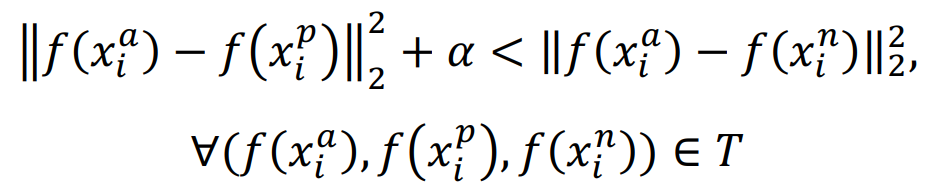 ‖f(x_i^a) − f(x_i^p)‖_2^2 + α < ‖f(x_i^a) − f(x_i^n)‖_2^2,
∀(f(x_i^a), f(x_i^p), f(x_i^n)) ∈ T